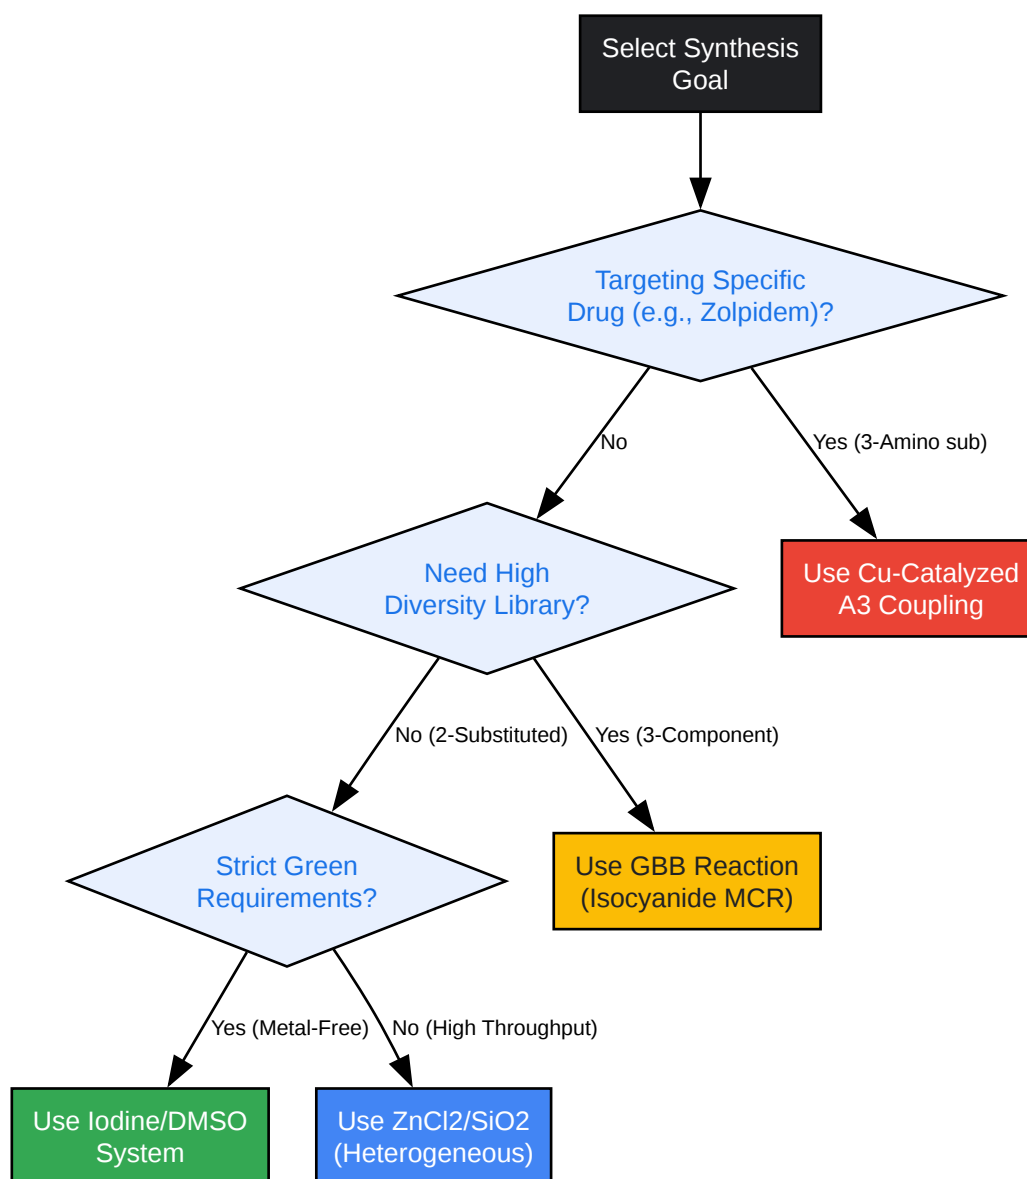 Select Synthesis
Goal
Targeting Specific
Drug (e.g., Zolpidem)?
No
Yes (3-Amino sub)
Need High
Diversity Library?
Use Cu-Catalyzed
A3 Coupling
No (2-Substituted)
Yes (3-Component)
Strict Green
Requirements?
Use GBB Reaction
(Isocyanide MCR)
Yes (Metal-Free)
No (High Throughput)
Use Iodine/DMSO
System
Use ZnCl2/SiO2
(Heterogeneous)